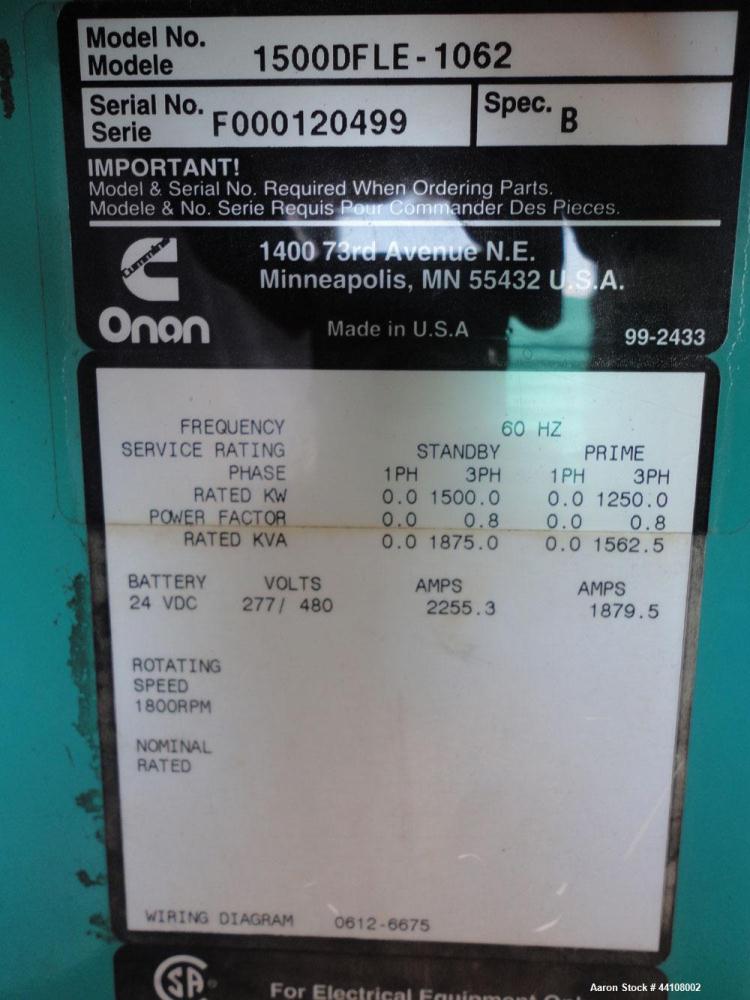 Model No.
Modele 1500DFLE-1062
Serial No.
Serie F000120499
Spec. B
IMPORTANT!
Model & Serial No. Required When Ordering Parts.
Modele & No. Serie Requis Pour Commander Des Pieces.
Cummins
Onan
1400 73rd Avenue N.E.
Minneapolis, MN 55432 U.S.A.
Made in U.S.A
99-2433
FREQUENCY 60 HZ
SERVICE RATING STANDBY PRIME
PHASE 1PH 3PH 1PH 3PH
RATED KW 0.0 1500.0 0.0 1250.0
POWER FACTOR 0.0 0.8 0.0 0.8
RATED KVA 0.0 1875.0 0.0 1562.5
BATTERY VOLTS AMPS AMPS
24 VDC 277/ 480 2255.3 1879.5
ROTATING
SPEED
1800RPM
NOMINAL
RATED
WIRING DIAGRAM 0612-6675
SA
For Electrical Equipment
Aaron Stock # 44108002